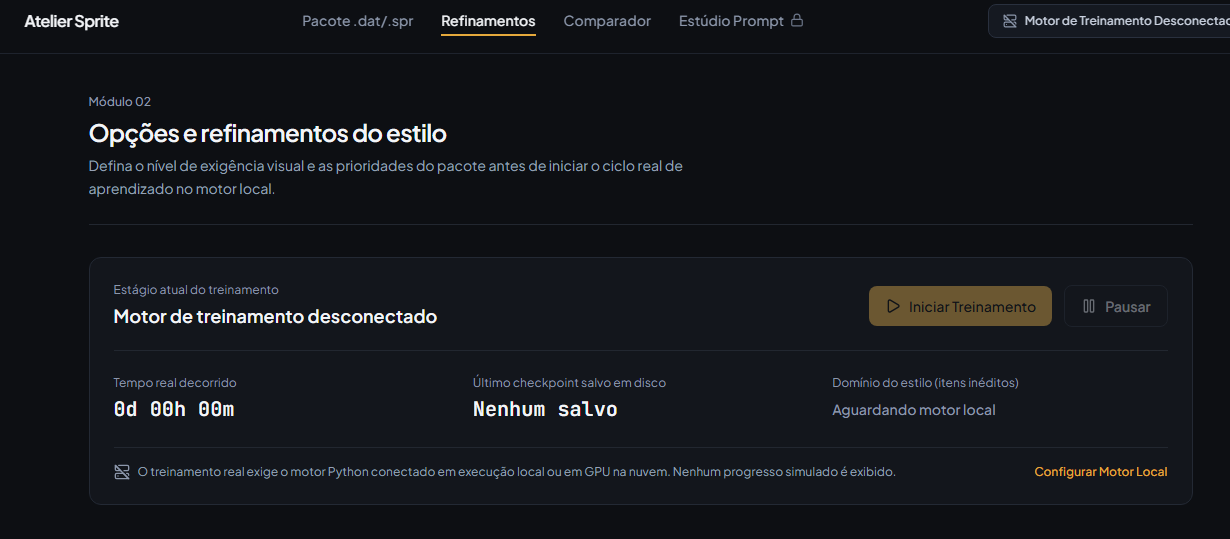 Atelier Sprite
Pacote .dat/.spr
Refinamentos
Comparador
Estúdio Prompt
Motor de Treinamento Desconectad
Módulo 02
Opções e refinamentos do estilo
Defina o nível de exigência visual e as prioridades do pacote antes de iniciar o ciclo real de
aprendizado no motor local.
Estágio atual do treinamento
Motor de treinamento desconectado
Iniciar Treinamento
Pausar
Tempo real decorrido
0d 00h 00m
Último checkpoint salvo em disco
Nenhum salvo
Domínio do estilo (itens inéditos)
Aguardando motor local
O treinamento real exige o motor Python conectado em execução local ou em GPU na nuvem. Nenhum progresso simulado é exibido.
Configurar Motor Local